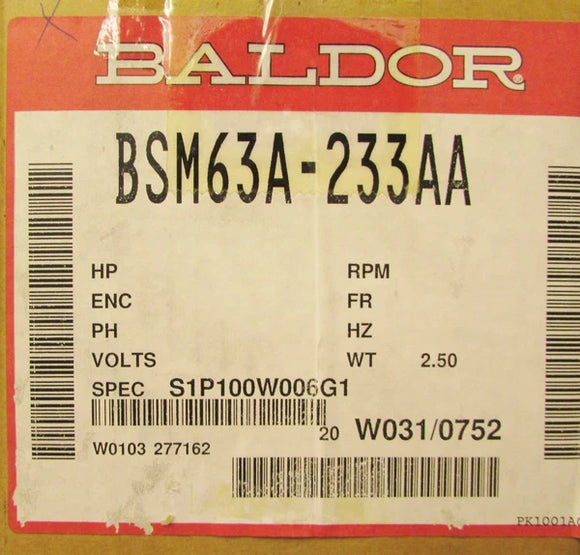 BALDOR®
BSM63A-233AA
HP RPM
ENC FR
PH HZ
VOLTS WT 2.50
SPEC S1P100W006G1
20 W031/0752
W0103 277162